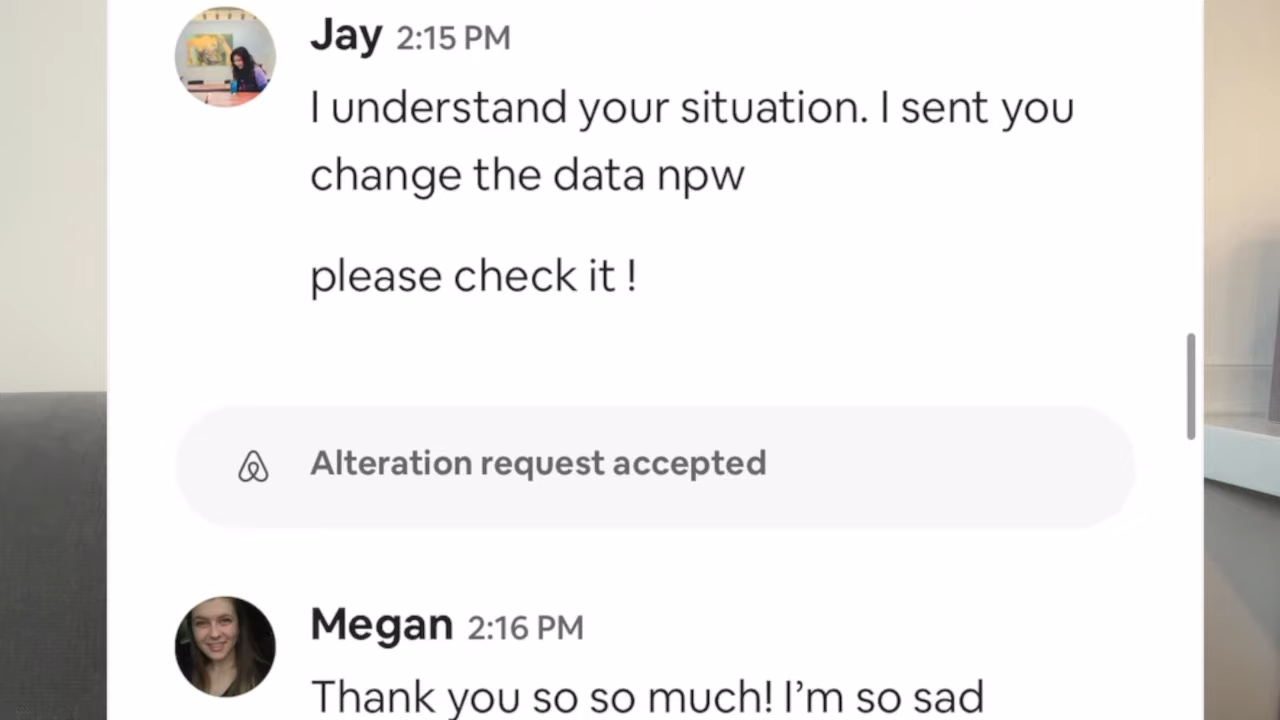 Jay 2:15 PM
I understand your situation. I sent you
change the data npw
please check it !
Alteration request accepted
Megan 2:16 PM
Thank you so so much! I’m so sad